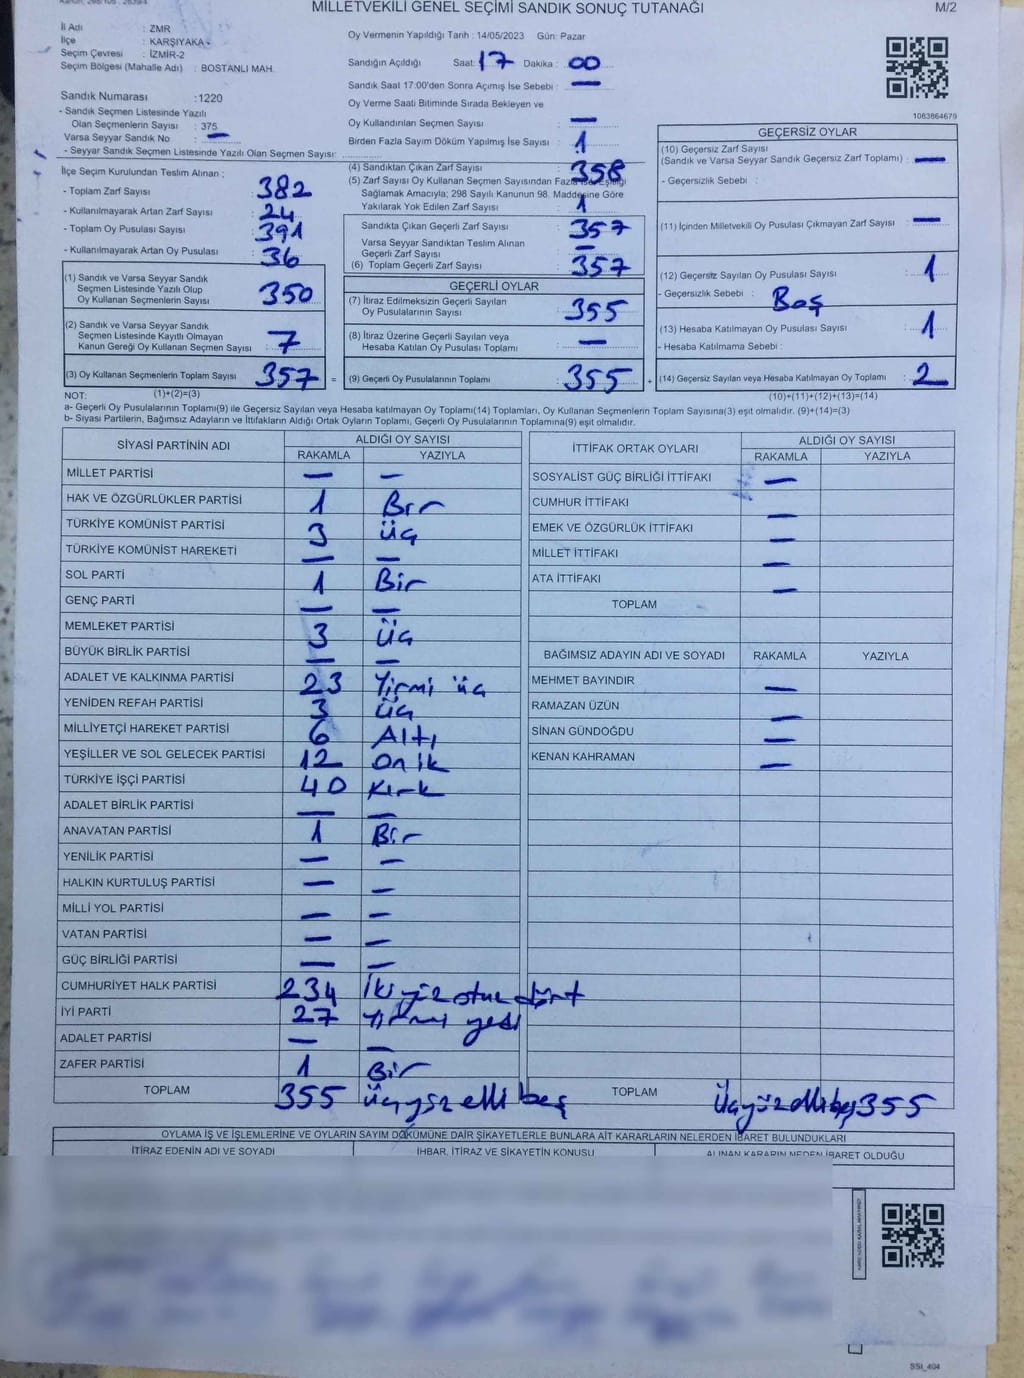 MİLLETVEKİLİ GENEL SEÇİMİ SANDIK SONUÇ TUTANAĞI
M/2
İl Adı : ZMR
İlçe : KARŞIYAKA -
Seçim Çevresi : İZMİR-2
Seçim Bölgesi (Mahalle Adı) : BOSTANLI MAH.
Oy Vermenin Yapıldığı Tarih : 14/05/2023 Gün: Pazar
Sandığın Açıldığı Saat: 17 Dakika : 00
Sandık Saat 17:00'den Sonra Açımış İse Sebebi : —
Oy Verme Saati Bitiminde Sırada Bekleyen ve
Oy Kullandırılan Seçmen Sayısı —
Birden Fazla Sayım Döküm Yapılmış İse Sayısı : 1
Sandık Numarası :1220
- Sandık Seçmen Listesinde Yazılı
Olan Seçmenlerin Sayısı : 375
Varsa Seyyar Sandık No : —
- Seyyar Sandık Seçmen Listesinde Yazılı Olan Seçmen Sayısı:
1083864679
İlçe Seçim Kurulundan Teslim Alınan :
- Toplam Zarf Sayısı 382
- Kullanılmayarak Artan Zarf Sayısı 24
- Toplam Oy Pusulası Sayısı 391
- Kullanılmayarak Artan Oy Pusulası 36
(1) Sandık ve Varsa Seyyar Sandık
Seçmen Listesinde Yazılı Olup
Oy Kullanan Seçmenlerin Sayısı 350
(2) Sandık ve Varsa Seyyar Sandık
Seçmen Listesinde Kayıtlı Olmayan
Kanun Gereği Oy Kullanan Seçmen Sayısı 7
(3) Oy Kullanan Seçmenlerin Toplam Sayısı 357 =
(1)+(2)=(3)
(4) Sandıktan Çıkan Zarf Sayısı 358
(5) Zarf Sayısı Oy Kullanan Seçmen Sayısından Fazla ise, Eşitliği
Sağlamak Amacıyla; 298 Sayılı Kanunun 98. Maddesine Göre
Yakılarak Yok Edilen Zarf Sayısı 1
Sandıkta Çıkan Geçerli Zarf Sayısı 357
Varsa Seyyar Sandıktan Teslim Alınan
Geçerli Zarf Sayısı —
(6) Toplam Geçerli Zarf Sayısı 357
GEÇERLİ OYLAR
(7) İtiraz Edilmeksizin Geçerli Sayılan
Oy Pusulalarının Sayısı 355
(8) İtiraz Üzerine Geçerli Sayılan veya
Hesaba Katılan Oy Pusulası Toplamı —
(9) Geçerli Oy Pusulalarının Toplamı : 355 +
GEÇERSİZ OYLAR
(10) Geçersiz Zarf Sayısı
(Sandık ve Varsa Seyyar Sandık Geçersiz Zarf Toplamı) : —
- Geçersizlik Sebebi :
(11) İçinden Milletvekili Oy Pusulası Çıkmayan Zarf Sayısı : —
(12) Geçersiz Sayılan Oy Pusulası Sayısı : 1
- Geçersizlik Sebebi : Boş
(13) Hesaba Katılmayan Oy Pusulası Sayısı : 1
- Hesaba Katılmama Sebebi :
(14) Geçersiz Sayılan veya Hesaba Katılmayan Oy Toplamı : 2
(10)+(11)+(12)+(13)=(14)
NOT:
a- Geçerli Oy Pusulalarının Toplamı(9) ile Geçersiz Sayılan veya Hesaba katılmayan Oy Toplamı(14) Toplamları, Oy Kullanan Seçmenlerin Toplam Sayısına(3) eşit olmalıdır. (9)+(14)=(3)
b- Siyasi Partilerin, Bağımsız Adayların ve İttifakların Aldığı Ortak Oyların Toplamı, Geçerli Oy Pusulalarının Toplamına(9) eşit olmalıdır.
SİYASİ PARTİNİN ADI ALDIĞI OY SAYISI
RAKAMLA YAZIYLA
MİLLET PARTİSİ — —
HAK VE ÖZGÜRLÜKLER PARTİSİ 1 Bir
TÜRKİYE KOMÜNİST PARTİSİ 3 üç
TÜRKİYE KOMÜNİST HAREKETİ — —
SOL PARTİ 1 Bir
GENÇ PARTİ — —
MEMLEKET PARTİSİ 3 üç
BÜYÜK BİRLİK PARTİSİ — —
ADALET VE KALKINMA PARTİSİ 23 Yirmi üç
YENİDEN REFAH PARTİSİ 3 üç
MİLLİYETÇİ HAREKET PARTİSİ 6 Altı
YEŞİLLER VE SOL GELECEK PARTİSİ 12 Onik
TÜRKİYE İŞÇİ PARTİSİ 40 Kırk
ADALET BİRLİK PARTİSİ —
ANAVATAN PARTİSİ 1 Bir
YENİLİK PARTİSİ — —
HALKIN KURTULUŞ PARTİSİ — —
MİLLİ YOL PARTİSİ — —
VATAN PARTİSİ — —
GÜÇ BİRLİĞİ PARTİSİ — —
CUMHURİYET HALK PARTİSİ 234 İkiyüzotuzdört
İYİ PARTİ 27 Yirmi yedi
ADALET PARTİSİ — —
ZAFER PARTİSİ 1 Bir
TOPLAM 355 üçyüz elli beş
İTTİFAK ORTAK OYLARI ALDIĞI OY SAYISI
RAKAMLA YAZIYLA
SOSYALİST GÜÇ BİRLİĞİ İTTİFAKI —
CUMHUR İTTİFAKI —
EMEK VE ÖZGÜRLÜK İTTİFAKI —
MİLLET İTTİFAKI —
ATA İTTİFAKI —
TOPLAM
BAĞIMSIZ ADAYIN ADI VE SOYADI RAKAMLA YAZIYLA
MEHMET BAYINDIR —
RAMAZAN ÜZÜN —
SİNAN GÜNDOĞDU —
KENAN KAHRAMAN —
TOPLAM Üçyüzellibeş 355
OYLAMA İŞ VE İŞLEMLERİNE VE OYLARIN SAYIM DÖKÜMÜNE DAİR ŞİKAYETLERLE BUNLARA AİT KARARLARIN NELERDEN İBARET BULUNDUKLARI
İTİRAZ EDENİN ADI VE SOYADI İHBAR, İTİRAZ VE ŞİKAYETİN KONUSU ALINAN KARARIN NEDEN İBARET OLDUĞU
SSİ_404